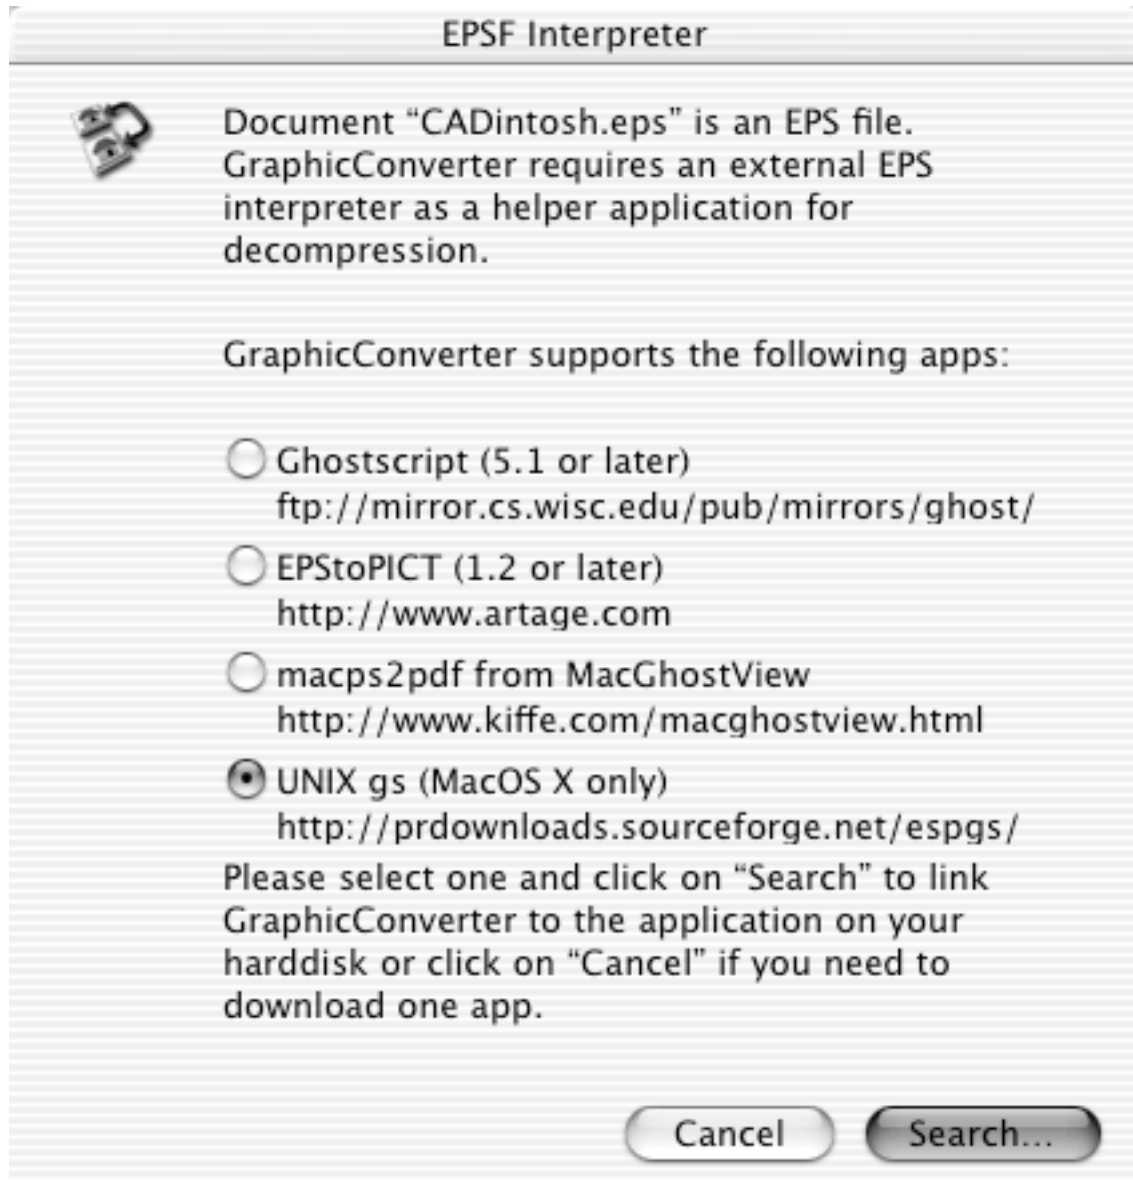 EPSF Interpreter
Document “CADintosh.eps” is an EPS file.
GraphicConverter requires an external EPS
interpreter as a helper application for
decompression.
GraphicConverter supports the following apps:
Ghostscript (5.1 or later)
ftp://mirror.cs.wisc.edu/pub/mirrors/ghost/
EPStoPICT (1.2 or later)
http://www.artage.com
macps2pdf from MacGhostView
http://www.kiffe.com/macghostview.html
UNIX gs (MacOS X only)
http://prdownloads.sourceforge.net/espgs/
Please select one and click on “Search” to link
GraphicConverter to the application on your
harddisk or click on “Cancel” if you need to
download one app.
Cancel
Search...